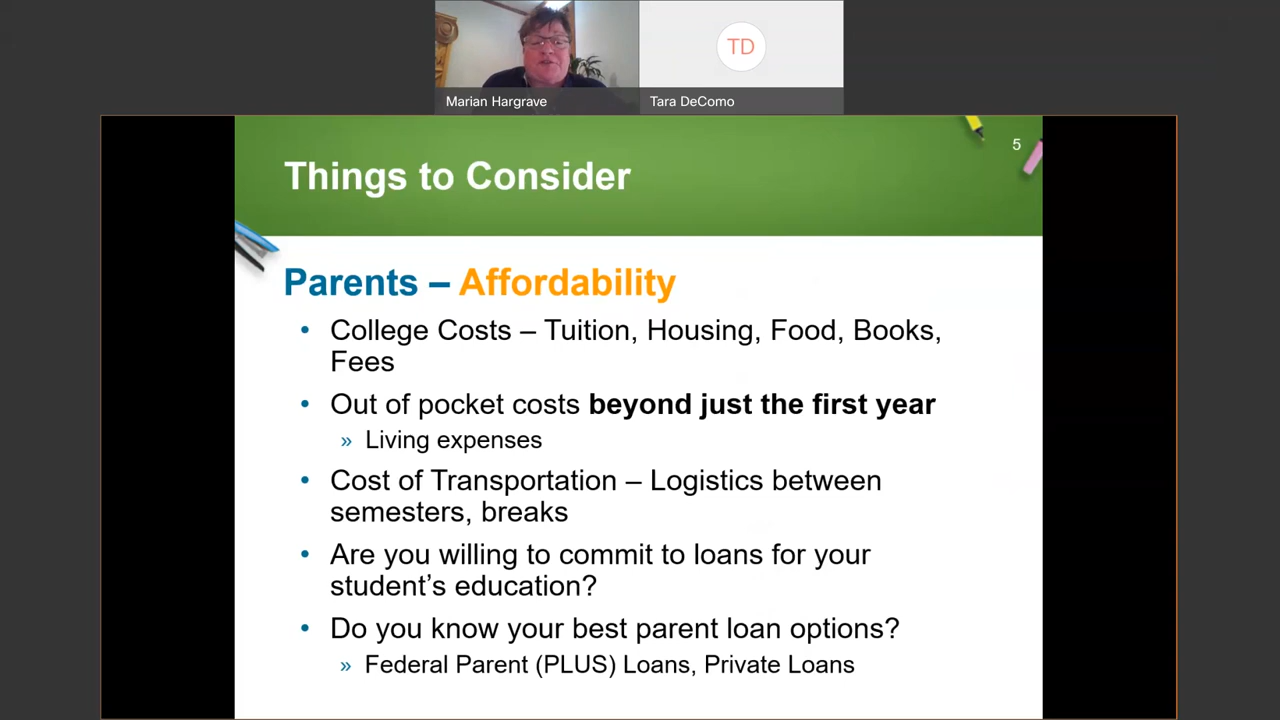 TD
Marian Hargrave
Tara DeComo
5
Things to Consider
Parents – Affordability
• College Costs – Tuition, Housing, Food, Books,
Fees
• Out of pocket costs beyond just the first year
» Living expenses
• Cost of Transportation – Logistics between
semesters, breaks
• Are you willing to commit to loans for your
student’s education?
• Do you know your best parent loan options?
» Federal Parent (PLUS) Loans, Private Loans